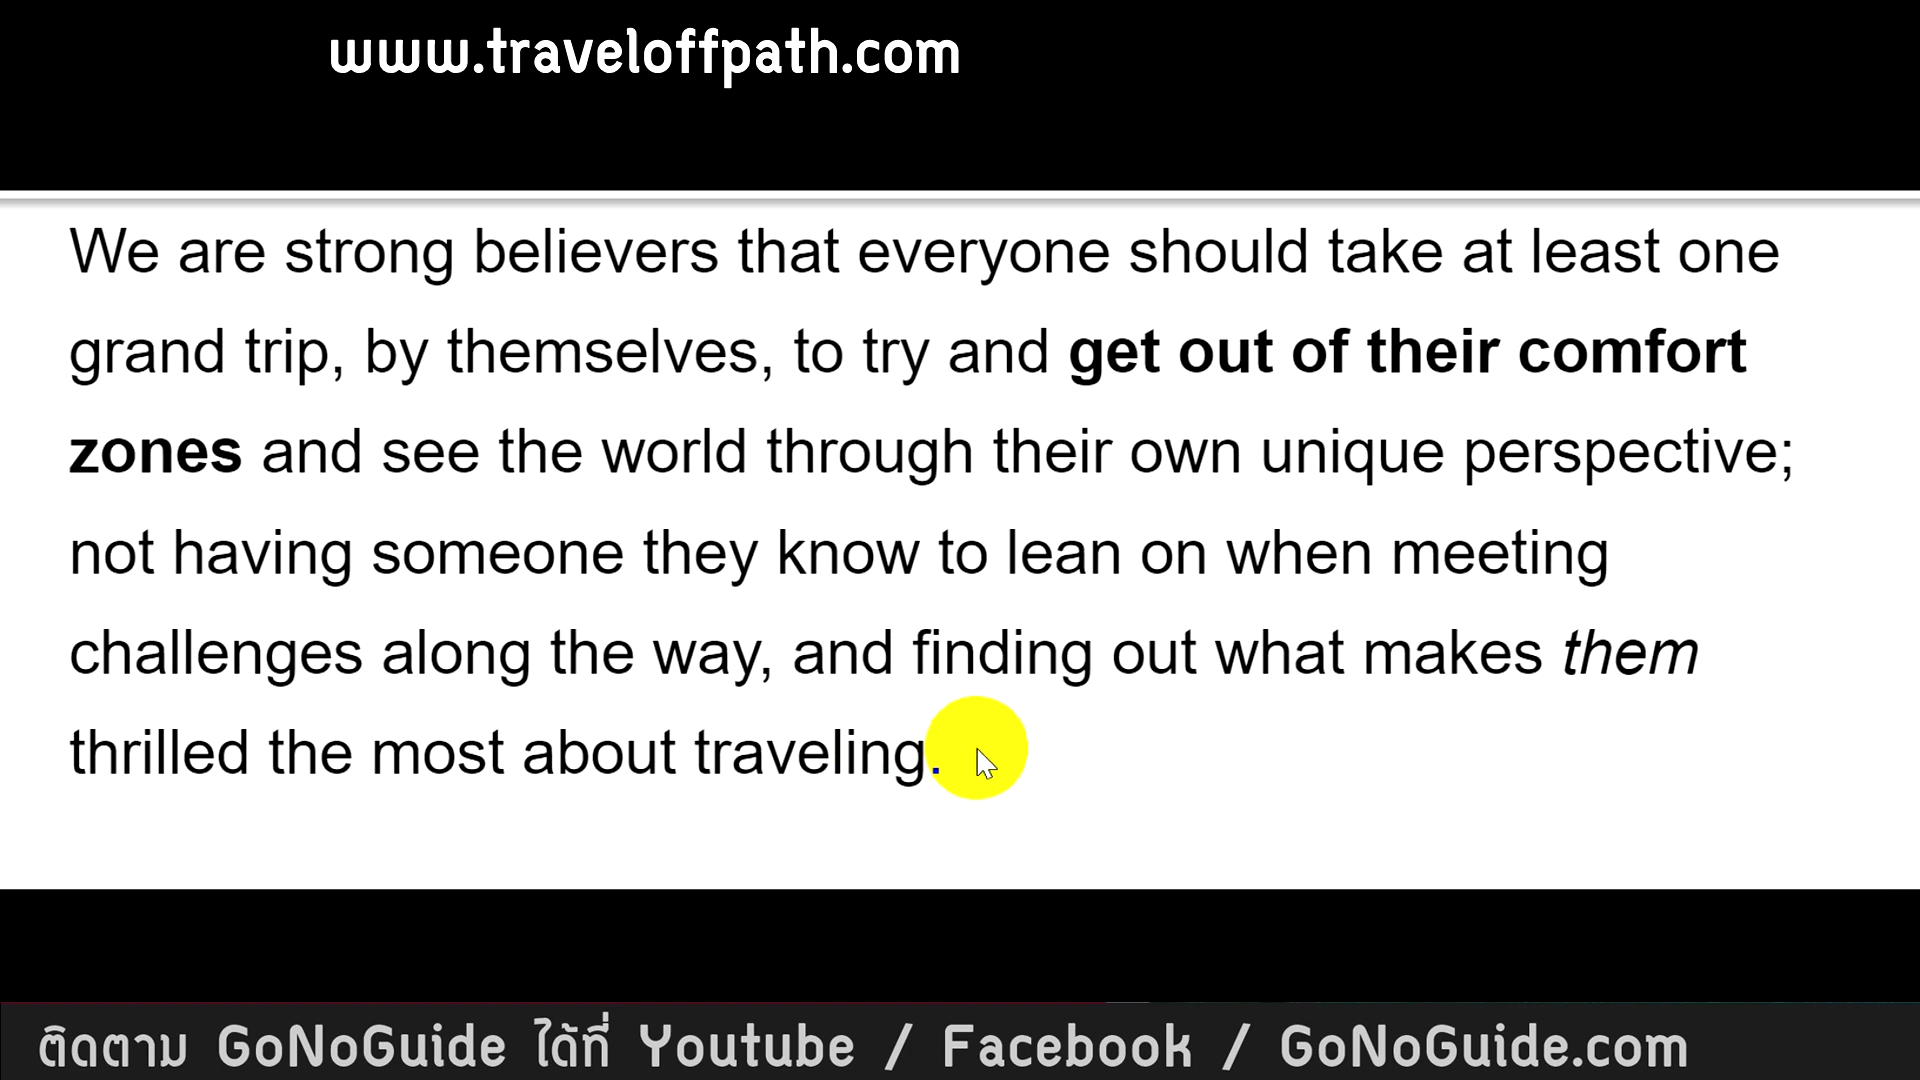 www.traveloffpath.com
We are strong believers that everyone should take at least one
grand trip, by themselves, to try and get out of their comfort
zones and see the world through their own unique perspective;
not having someone they know to lean on when meeting
challenges along the way, and finding out what makes them
thrilled the most about traveling.
ติดตาม GoNoGuide ได้ที่ Youtube / Facebook / GoNoGuide.com